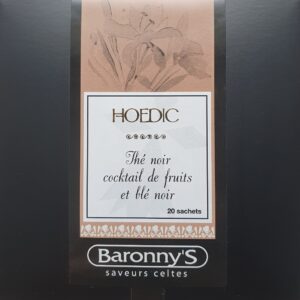 HOEDIC
Thé noir
cocktail de fruits
et blé noir
20 sachets
Baronny'S
saveurs celtes